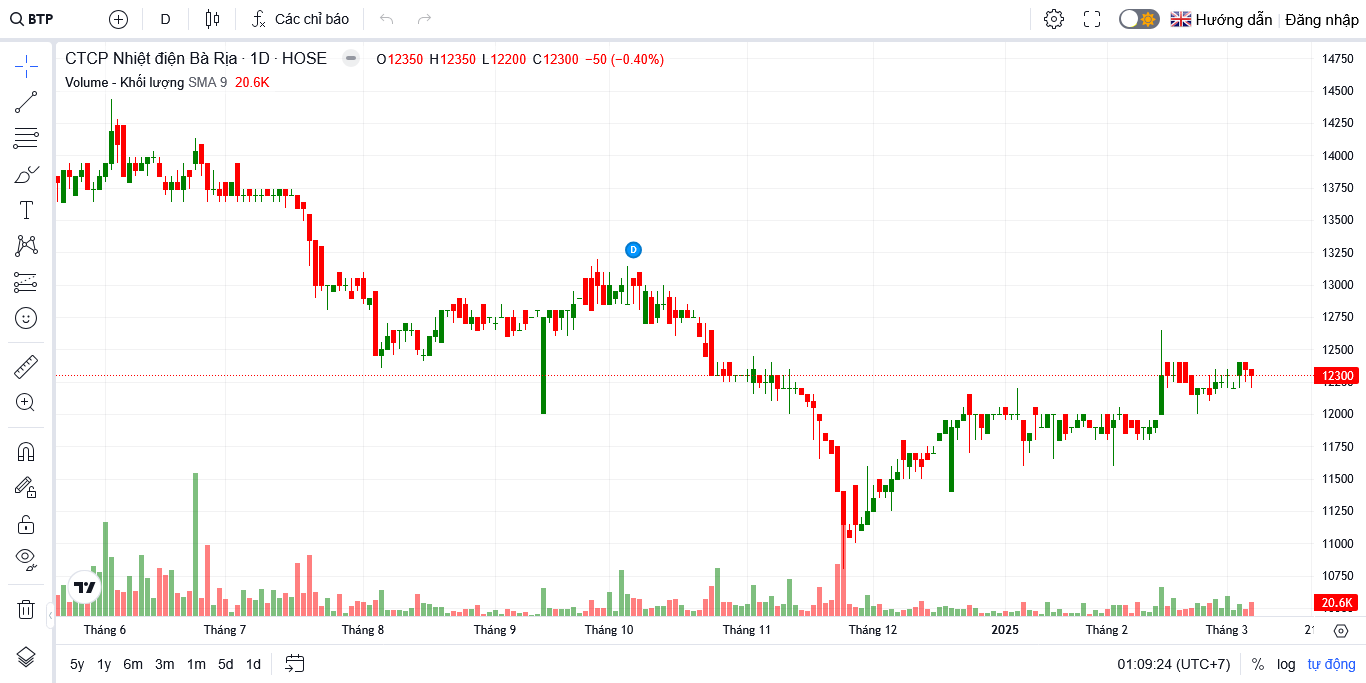 BTP D Các chỉ báo Hướng dẫn Đăng nhập
CTCP Nhiệt điện Bà Rịa · 1D · HOSE O12350 H12350 L12200 C12300 −50 (−0.40%)
Volume - Khối lượng SMA 9 20.6K
D
14750
14500
14250
14000
13750
13500
13250
13000
12750
12500
12300
12000
11750
11500
11250
11000
10750
20.6K
Tháng 6 Tháng 7 Tháng 8 Tháng 9 Tháng 10 Tháng 11 Tháng 12 2025 Tháng 2 Tháng 3
5y 1y 6m 3m 1m 5d 1d 01:09:24 (UTC+7) % log tự động